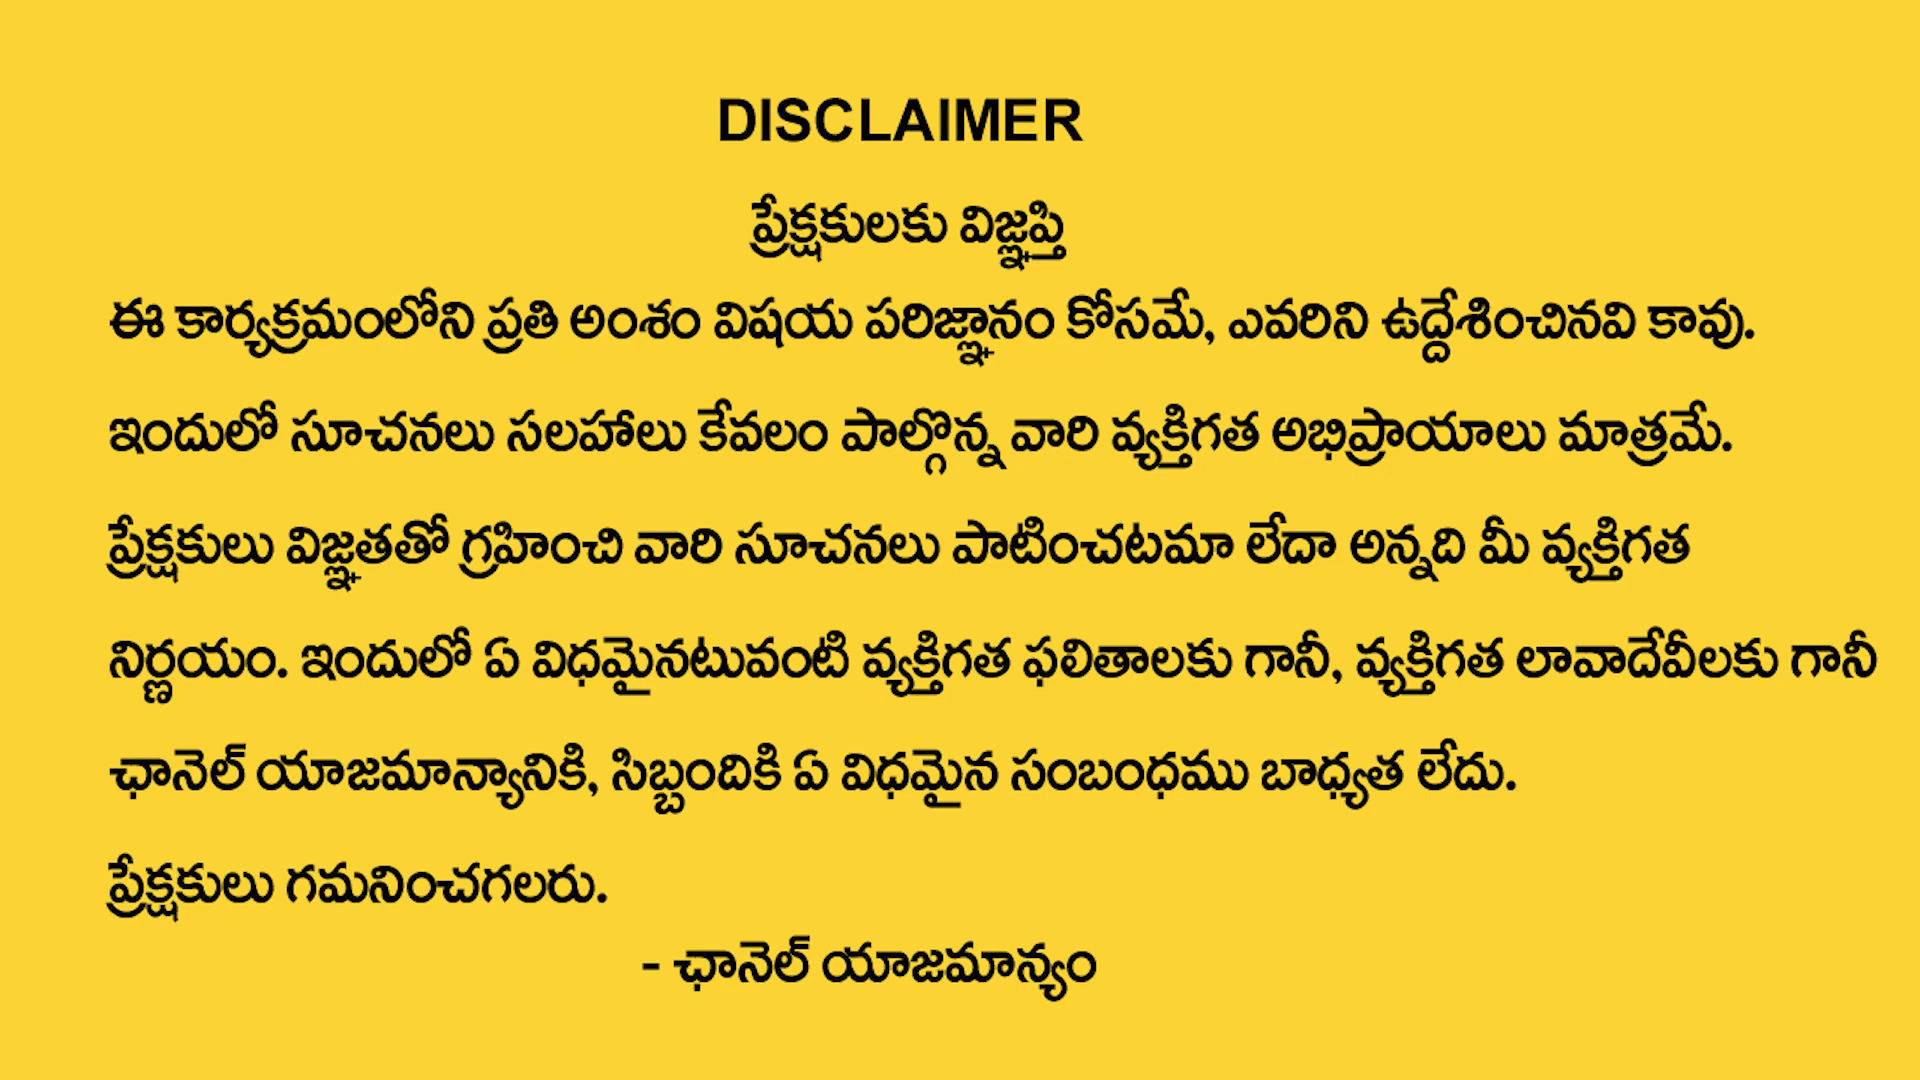 DISCLAIMER
ప్రేక్షకులకు విజ్ఞప్తి
ఈ కార్యక్రమంలోని ప్రతి అంశం విషయ పరిజ్ఞానం కోసమే, ఎవరిని ఉద్దేశించినవి కావు.
ఇందులో సూచనలు సలహాలు కేవలం పాల్గొన్న వారి వ్యక్తిగత అభిప్రాయాలు మాత్రమే.
ప్రేక్షకులు విజ్ఞతతో గ్రహించి వారి సూచనలు పాటించటమా లేదా అన్నది మీ వ్యక్తిగత
నిర్ణయం. ఇందులో ఏ విధమైనటువంటి వ్యక్తిగత ఫలితాలకు గానీ, వ్యక్తిగత లావాదేవీలకు గానీ
ఛానెల్ యాజమాన్యానికి, సిబ్బందికి ఏ విధమైన సంబంధము బాధ్యత లేదు.
ప్రేక్షకులు గమనించగలరు.
- ఛానెల్ యాజమాన్యం